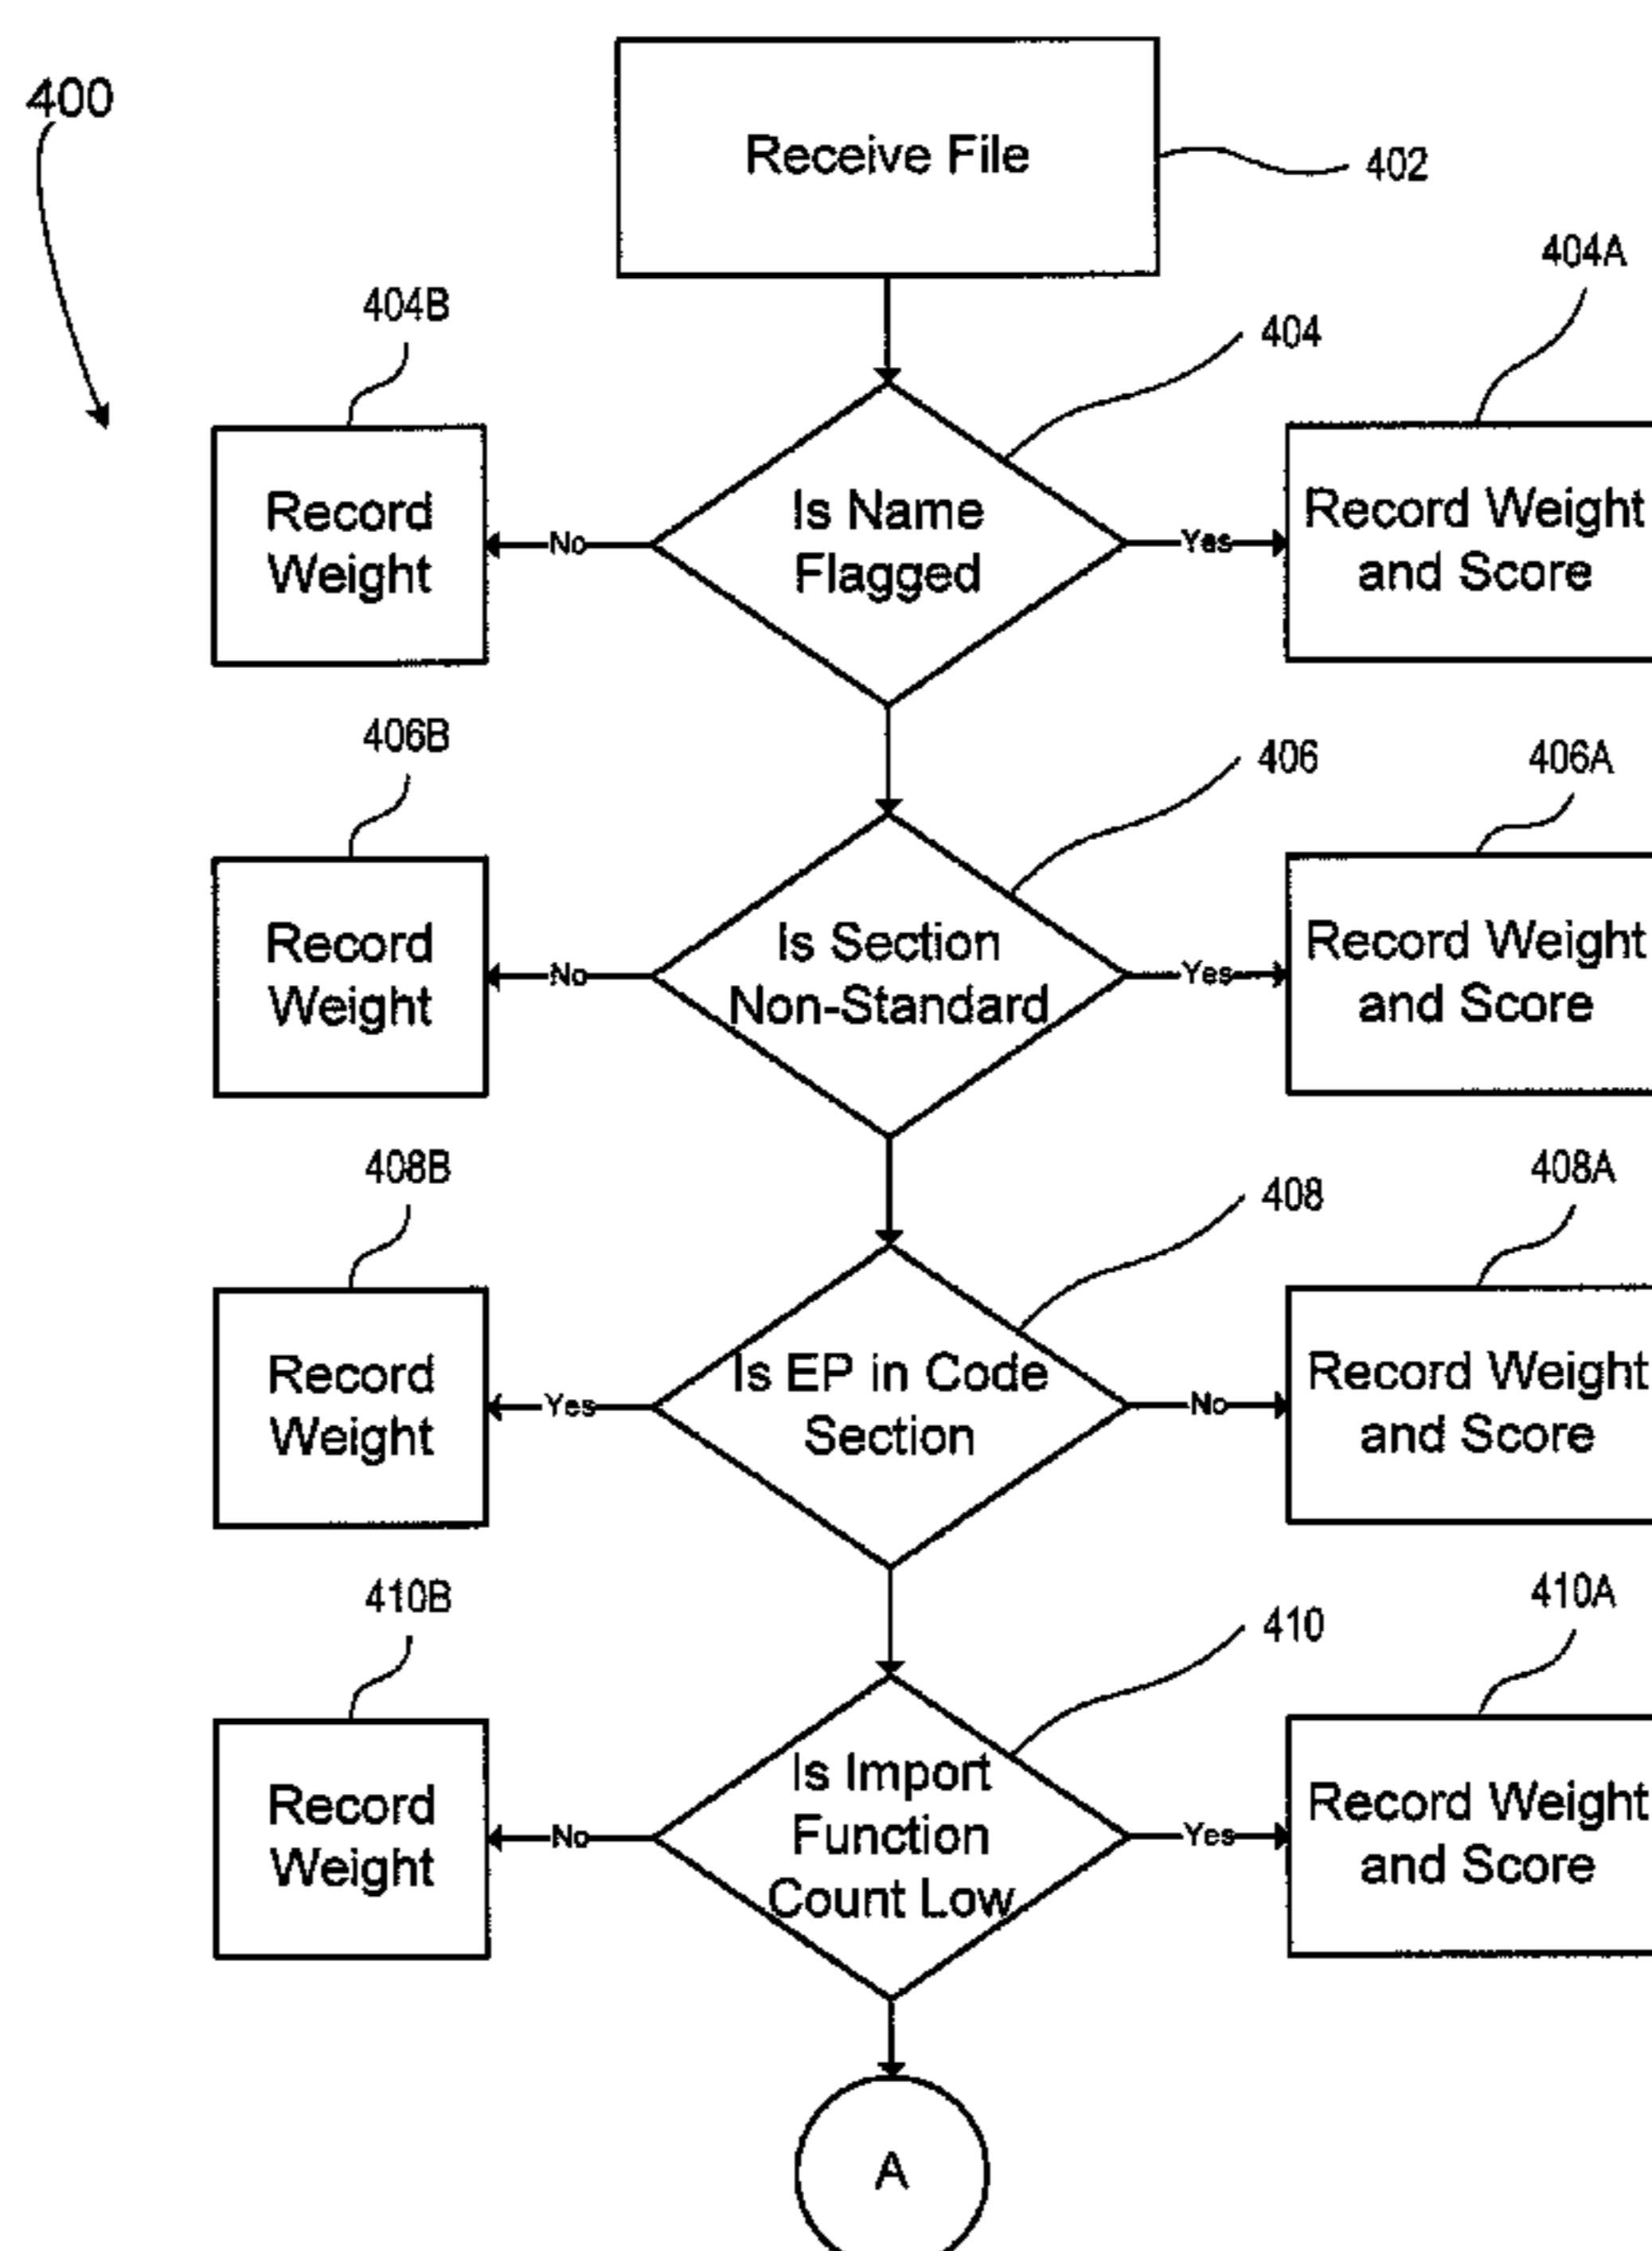 400
Receive File
402
404B
404
404A
Record
Weight
No
Is Name
Flagged
Yes
Record Weight
and Score
406B
406
406A
Record
Weight
No
Is Section
Non-Standard
Yes
Record Weight
and Score
408B
408
408A
Record
Weight
Yes
Is EP in Code
Section
No
Record Weight
and Score
410B
410
410A
Record
Weight
No
Is Import
Function
Count Low
Yes
Record Weight
and Score
A